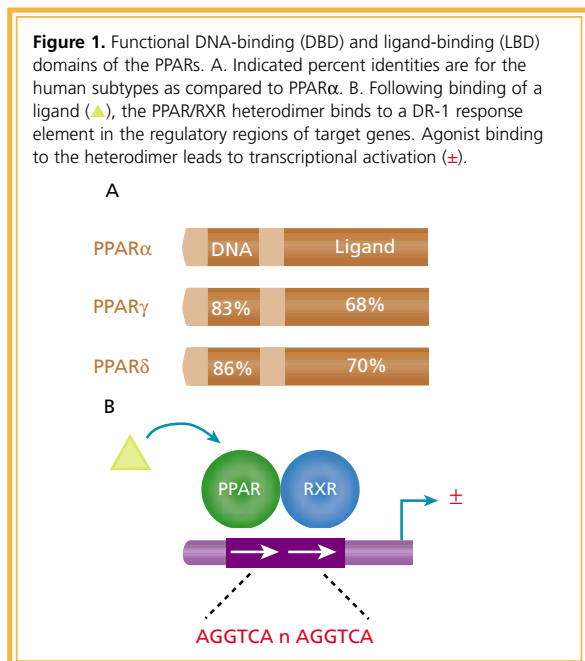 Figure 1. Functional DNA-binding (DBD) and ligand-binding (LBD)
domains of the PPARs. A. Indicated percent identities are for the
human subtypes as compared to PPARα. B. Following binding of a
ligand (▲), the PPAR/RXR heterodimer binds to a DR-1 response
element in the regulatory regions of target genes. Agonist binding
to the heterodimer leads to transcriptional activation (±).
A
PPARα DNA Ligand
PPARγ 83% 68%
PPARδ 86% 70%
B
PPAR RXR
±
AGGTCA n AGGTCA